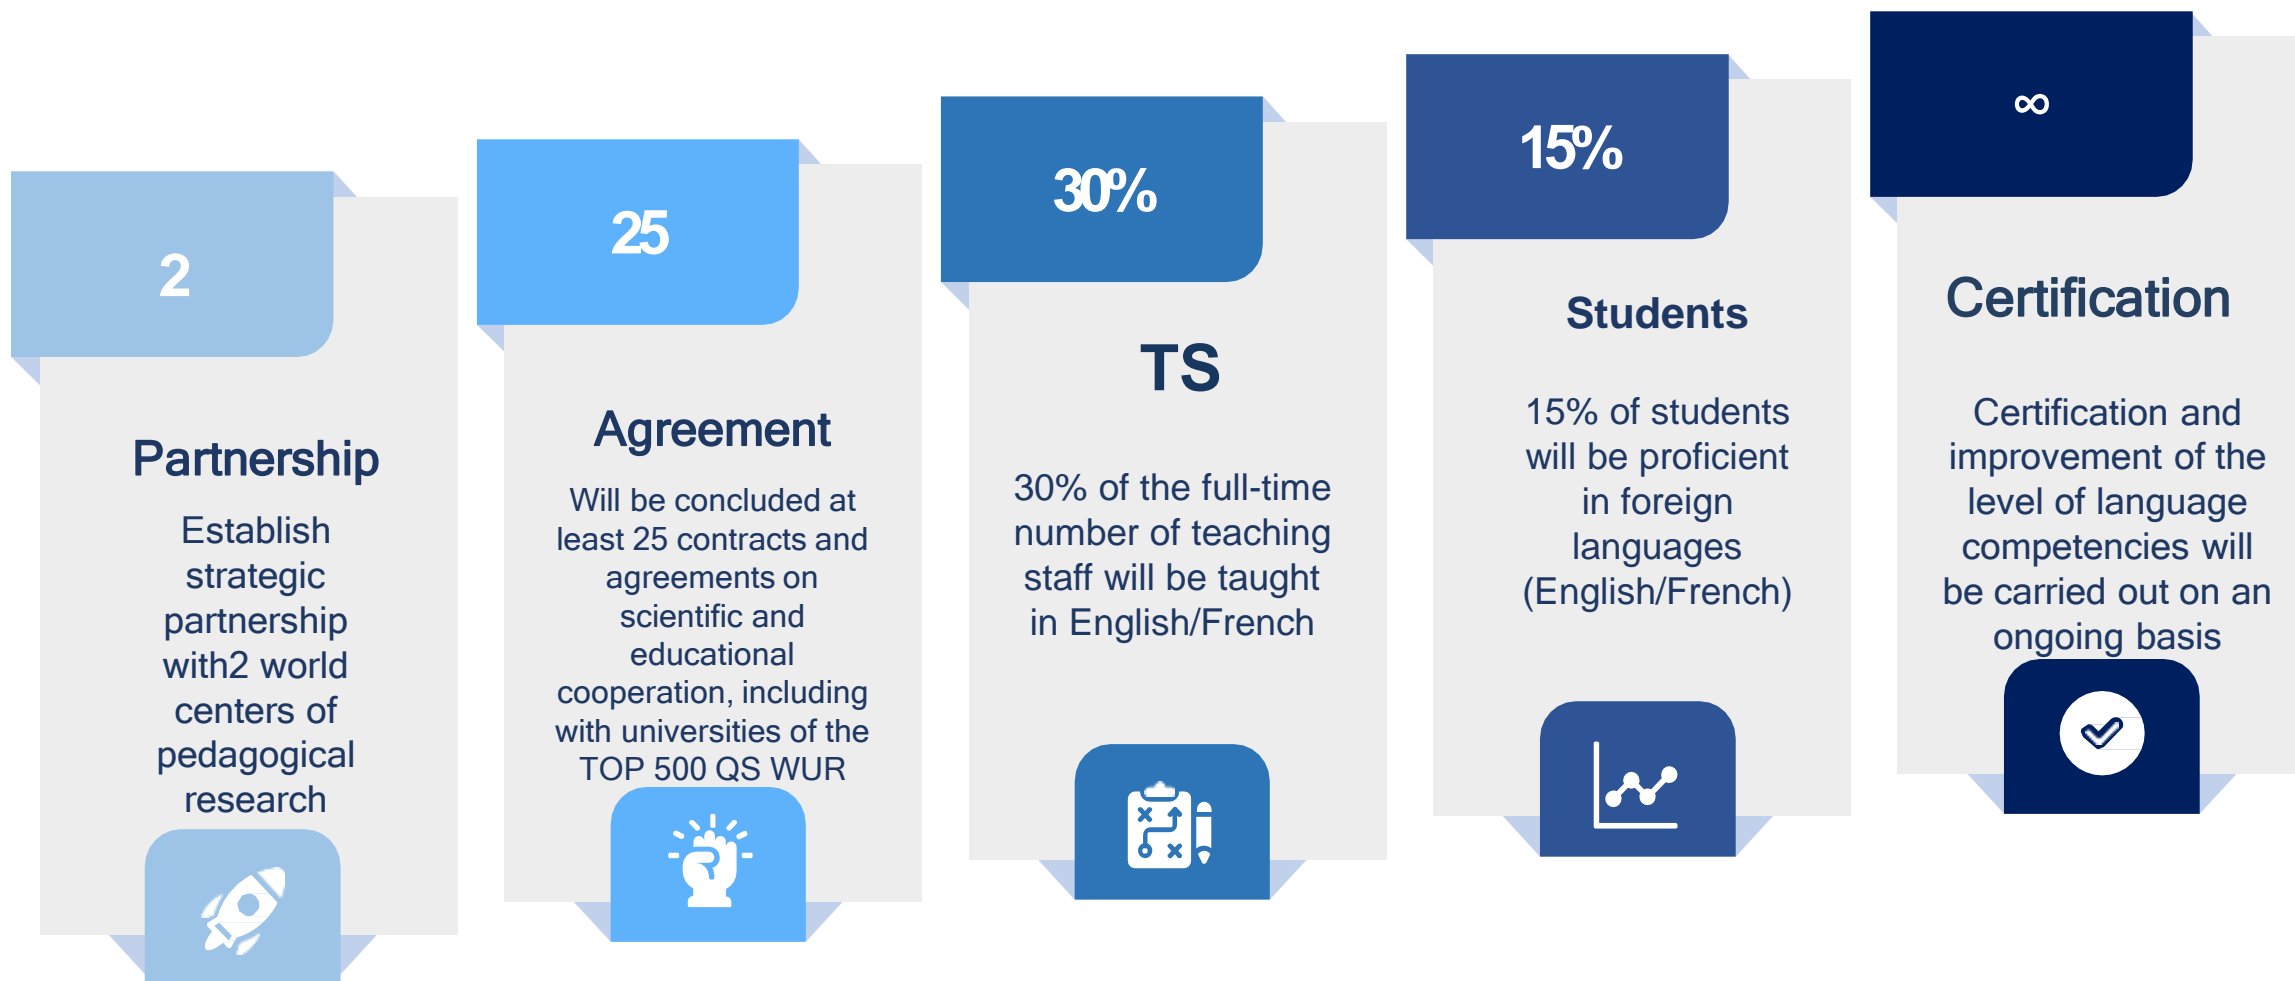 2
Partnership
Establish
strategic
partnership
with2 world
centers of
pedagogical
research
25
Agreement
Will be concluded at
least 25 contracts and
agreements on
scientific and
educational
cooperation, including
with universities of the
TOP 500 QS WUR
30%
TS
30% of the full-time
number of teaching
staff will be taught
in English/French
15%
Students
15% of students
will be proficient
in foreign
languages
(English/French)
∞
Certification
Certification and
improvement of the
level of language
competencies will
be carried out on an
ongoing basis